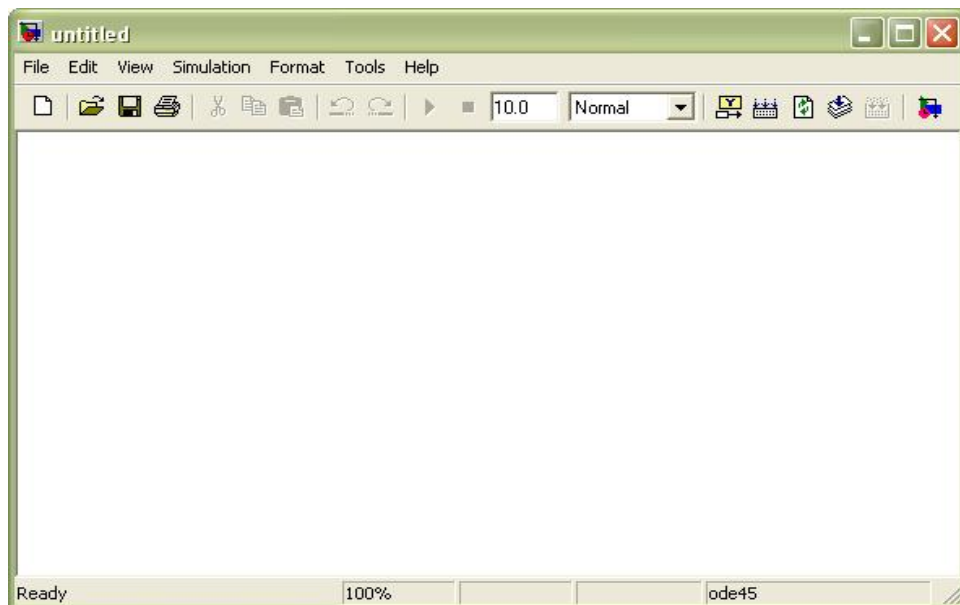 untitled
File Edit View Simulation Format Tools Help
10.0 Normal
Ready 100% ode45